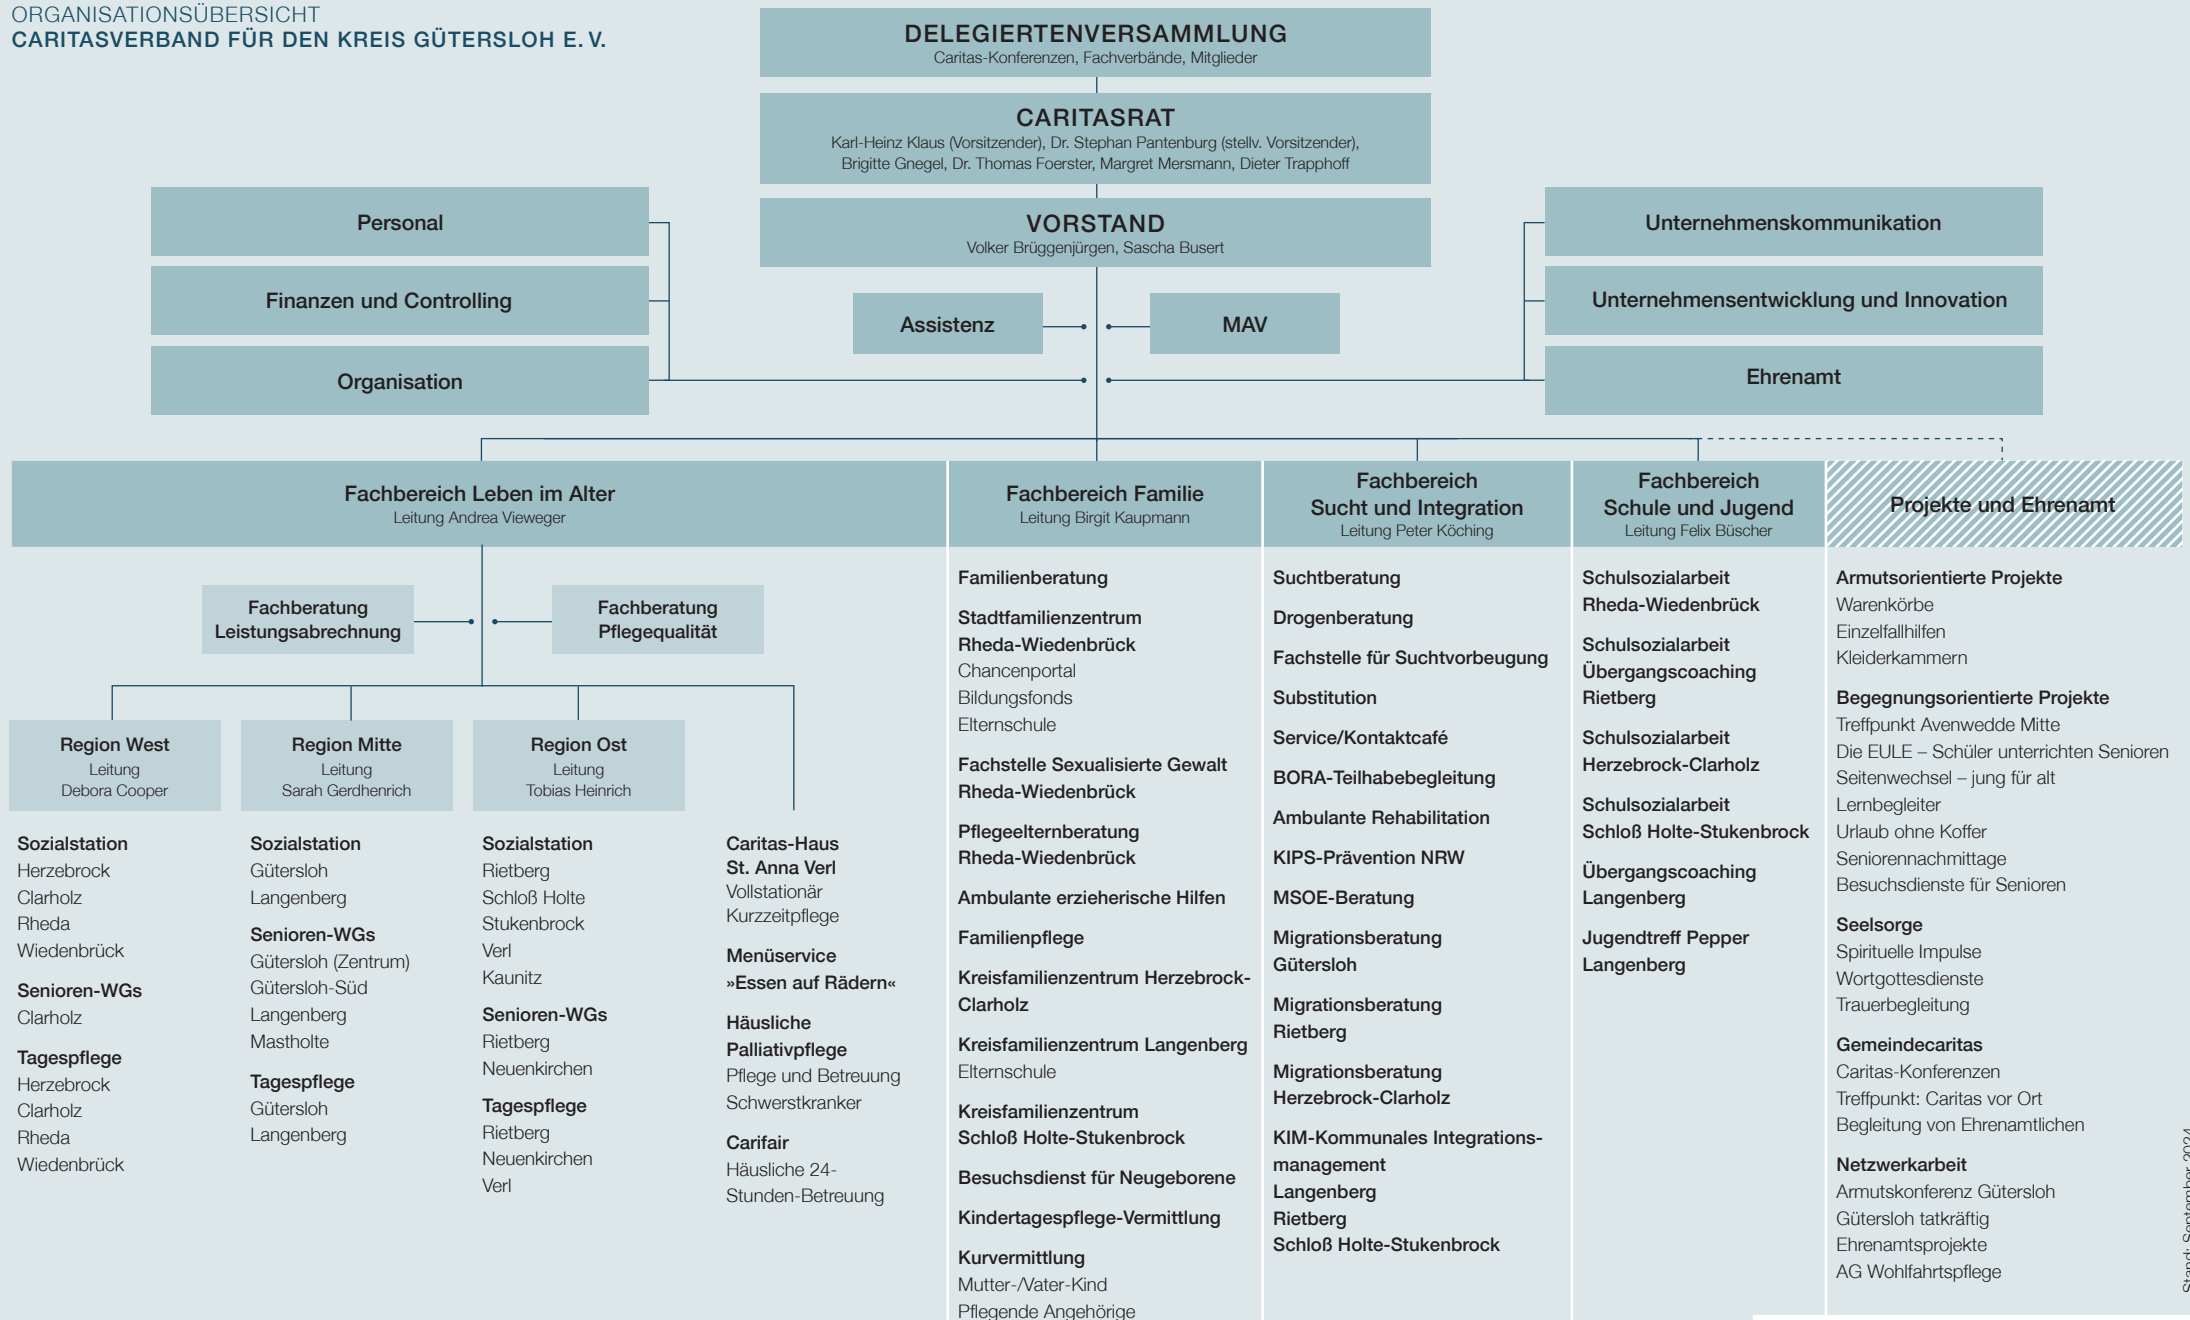 ORGANISATIONSÜBERSICHT
CARITASVERBAND FÜR DEN KREIS GÜTERSLOH E. V.
DELEGIERTENVERSAMMLUNG
Caritas-Konferenzen, Fachverbände, Mitglieder
CARITASRAT
Karl-Heinz Klaus (Vorsitzender), Dr. Stephan Pantenburg (stellv. Vorsitzender),
Brigitte Gnegel, Dr. Thomas Foerster, Margret Mersmann, Dieter Trapphoff
VORSTAND
Volker Brüggenjürgen, Sascha Busert
Personal
Finanzen und Controlling
Organisation
Assistenz
MAV
Unternehmenskommunikation
Unternehmensentwicklung und Innovation
Ehrenamt
Fachbereich Leben im Alter
Leitung Andrea Vieweger
Fachberatung
Leistungsabrechnung
Fachberatung
Pflegequalität
Region West
Leitung
Debora Cooper
Sozialstation
Herzebrock
Clarholz
Rheda
Wiedenbrück
Senioren-WGs
Clarholz
Tagespflege
Herzebrock
Clarholz
Rheda
Wiedenbrück
Region Mitte
Leitung
Sarah Gerdhenrich
Sozialstation
Gütersloh
Langenberg
Senioren-WGs
Gütersloh (Zentrum)
Gütersloh-Süd
Langenberg
Mastholte
Tagespflege
Gütersloh
Langenberg
Region Ost
Leitung
Tobias Heinrich
Sozialstation
Rietberg
Schloß Holte
Stukenbrock
Verl
Kaunitz
Senioren-WGs
Rietberg
Neuenkirchen
Tagespflege
Rietberg
Neuenkirchen
Verl
Caritas-Haus
St. Anna Verl
Vollstationär
Kurzzeitpflege
Menüservice
»Essen auf Rädern«
Häusliche
Palliativpflege
Pflege und Betreuung
Schwerstkranker
Carifair
Häusliche 24-
Stunden-Betreuung
Fachbereich Familie
Leitung Birgit Kaupmann
Familienberatung
Stadtfamilienzentrum
Rheda-Wiedenbrück
Chancenportal
Bildungsfonds
Elternschule
Fachstelle Sexualisierte Gewalt
Rheda-Wiedenbrück
Pflegeelternberatung
Rheda-Wiedenbrück
Ambulante erzieherische Hilfen
Familienpflege
Kreisfamilienzentrum Herzebrock-
Clarholz
Kreisfamilienzentrum Langenberg
Elternschule
Kreisfamilienzentrum
Schloß Holte-Stukenbrock
Besuchsdienst für Neugeborene
Kindertagespflege-Vermittlung
Kurvermittlung
Mutter-/Vater-Kind
Pflegende Angehörige
Fachbereich
Sucht und Integration
Leitung Peter Köching
Suchtberatung
Drogenberatung
Fachstelle für Suchtvorbeugung
Substitution
Service/Kontaktcafé
BORA-Teilhabebegleitung
Ambulante Rehabilitation
KIPS-Prävention NRW
MSOE-Beratung
Migrationsberatung
Gütersloh
Migrationsberatung
Rietberg
Migrationsberatung
Herzebrock-Clarholz
KIM-Kommunales Integrations-
management
Langenberg
Rietberg
Schloß Holte-Stukenbrock
Fachbereich
Schule und Jugend
Leitung Felix Büscher
Schulsozialarbeit
Rheda-Wiedenbrück
Schulsozialarbeit
Übergangscoaching
Rietberg
Schulsozialarbeit
Herzebrock-Clarholz
Schulsozialarbeit
Schloß Holte-Stukenbrock
Übergangscoaching
Langenberg
Jugendtreff Pepper
Langenberg
Projekte und Ehrenamt
Armutsorientierte Projekte
Warenkörbe
Einzelfallhilfen
Kleiderkammern
Begegnungsorientierte Projekte
Treffpunkt Avenwedde Mitte
Die EULE – Schüler unterrichten Senioren
Seitenwechsel – jung für alt
Lernbegleiter
Urlaub ohne Koffer
Seniorennachmittage
Besuchsdienste für Senioren
Seelsorge
Spirituelle Impulse
Wortgottesdienste
Trauerbegleitung
Gemeindecaritas
Caritas-Konferenzen
Treffpunkt: Caritas vor Ort
Begleitung von Ehrenamtlichen
Netzwerkarbeit
Armutskonferenz Gütersloh
Gütersloh tatkräftig
Ehrenamtsprojekte
AG Wohlfahrtspflege
Stand: September 2024